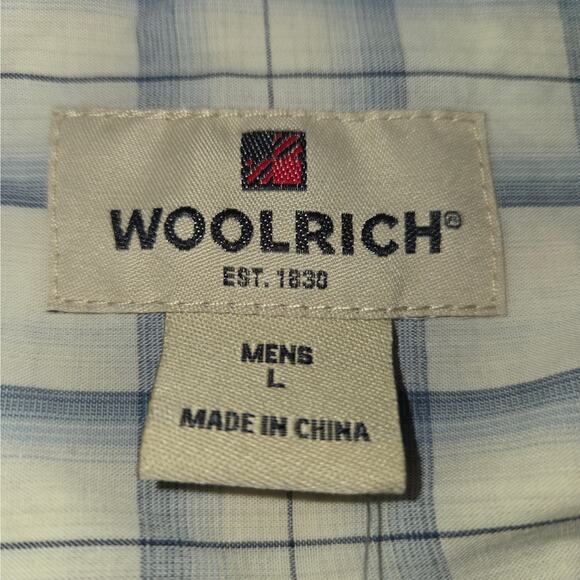 WOOLRICH®
EST. 1830
MENS
L
MADE IN CHINA